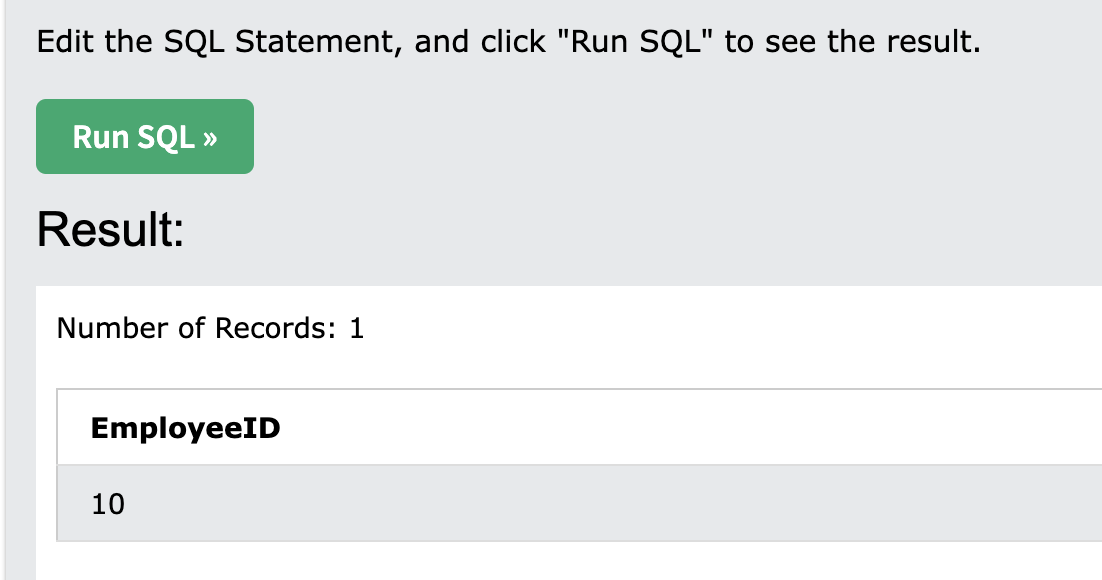 Edit the SQL Statement, and click "Run SQL" to see the result.
Run SQL »
Result:
Number of Records: 1
EmployeeID
10